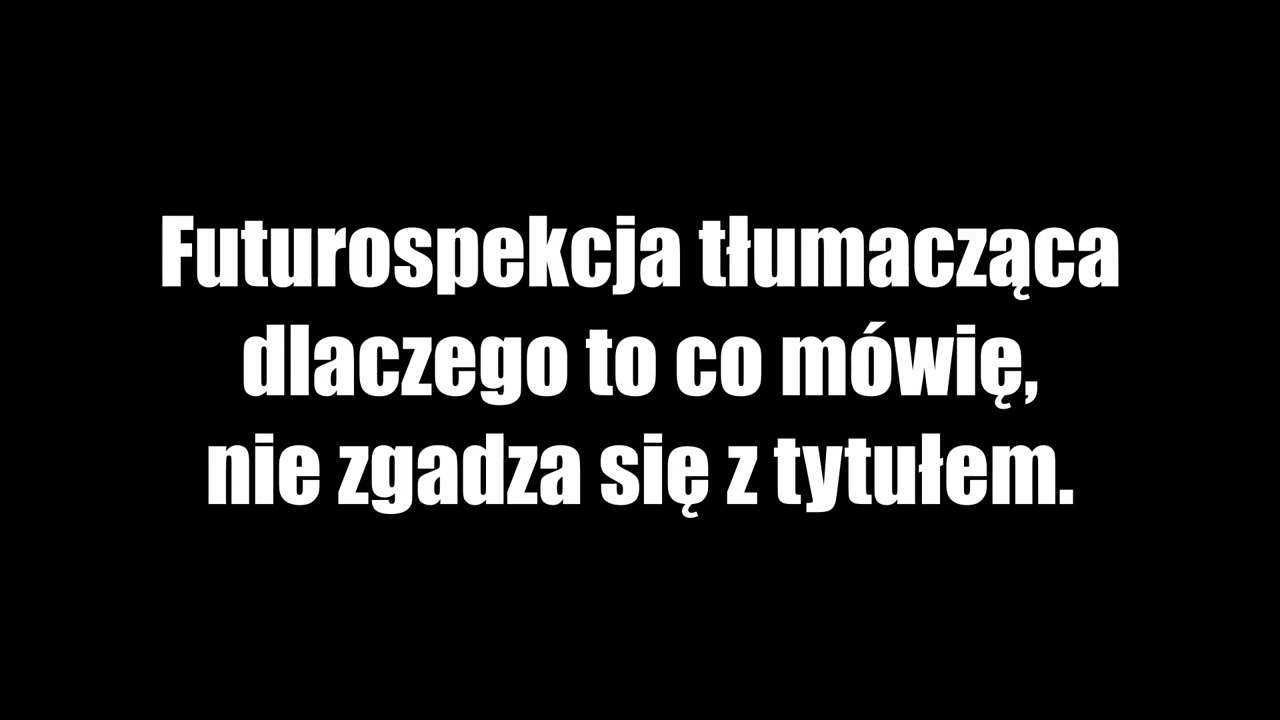 Futurospekcja tłumacząca
dlaczego to co mówię,
nie zgadza się z tytułem.